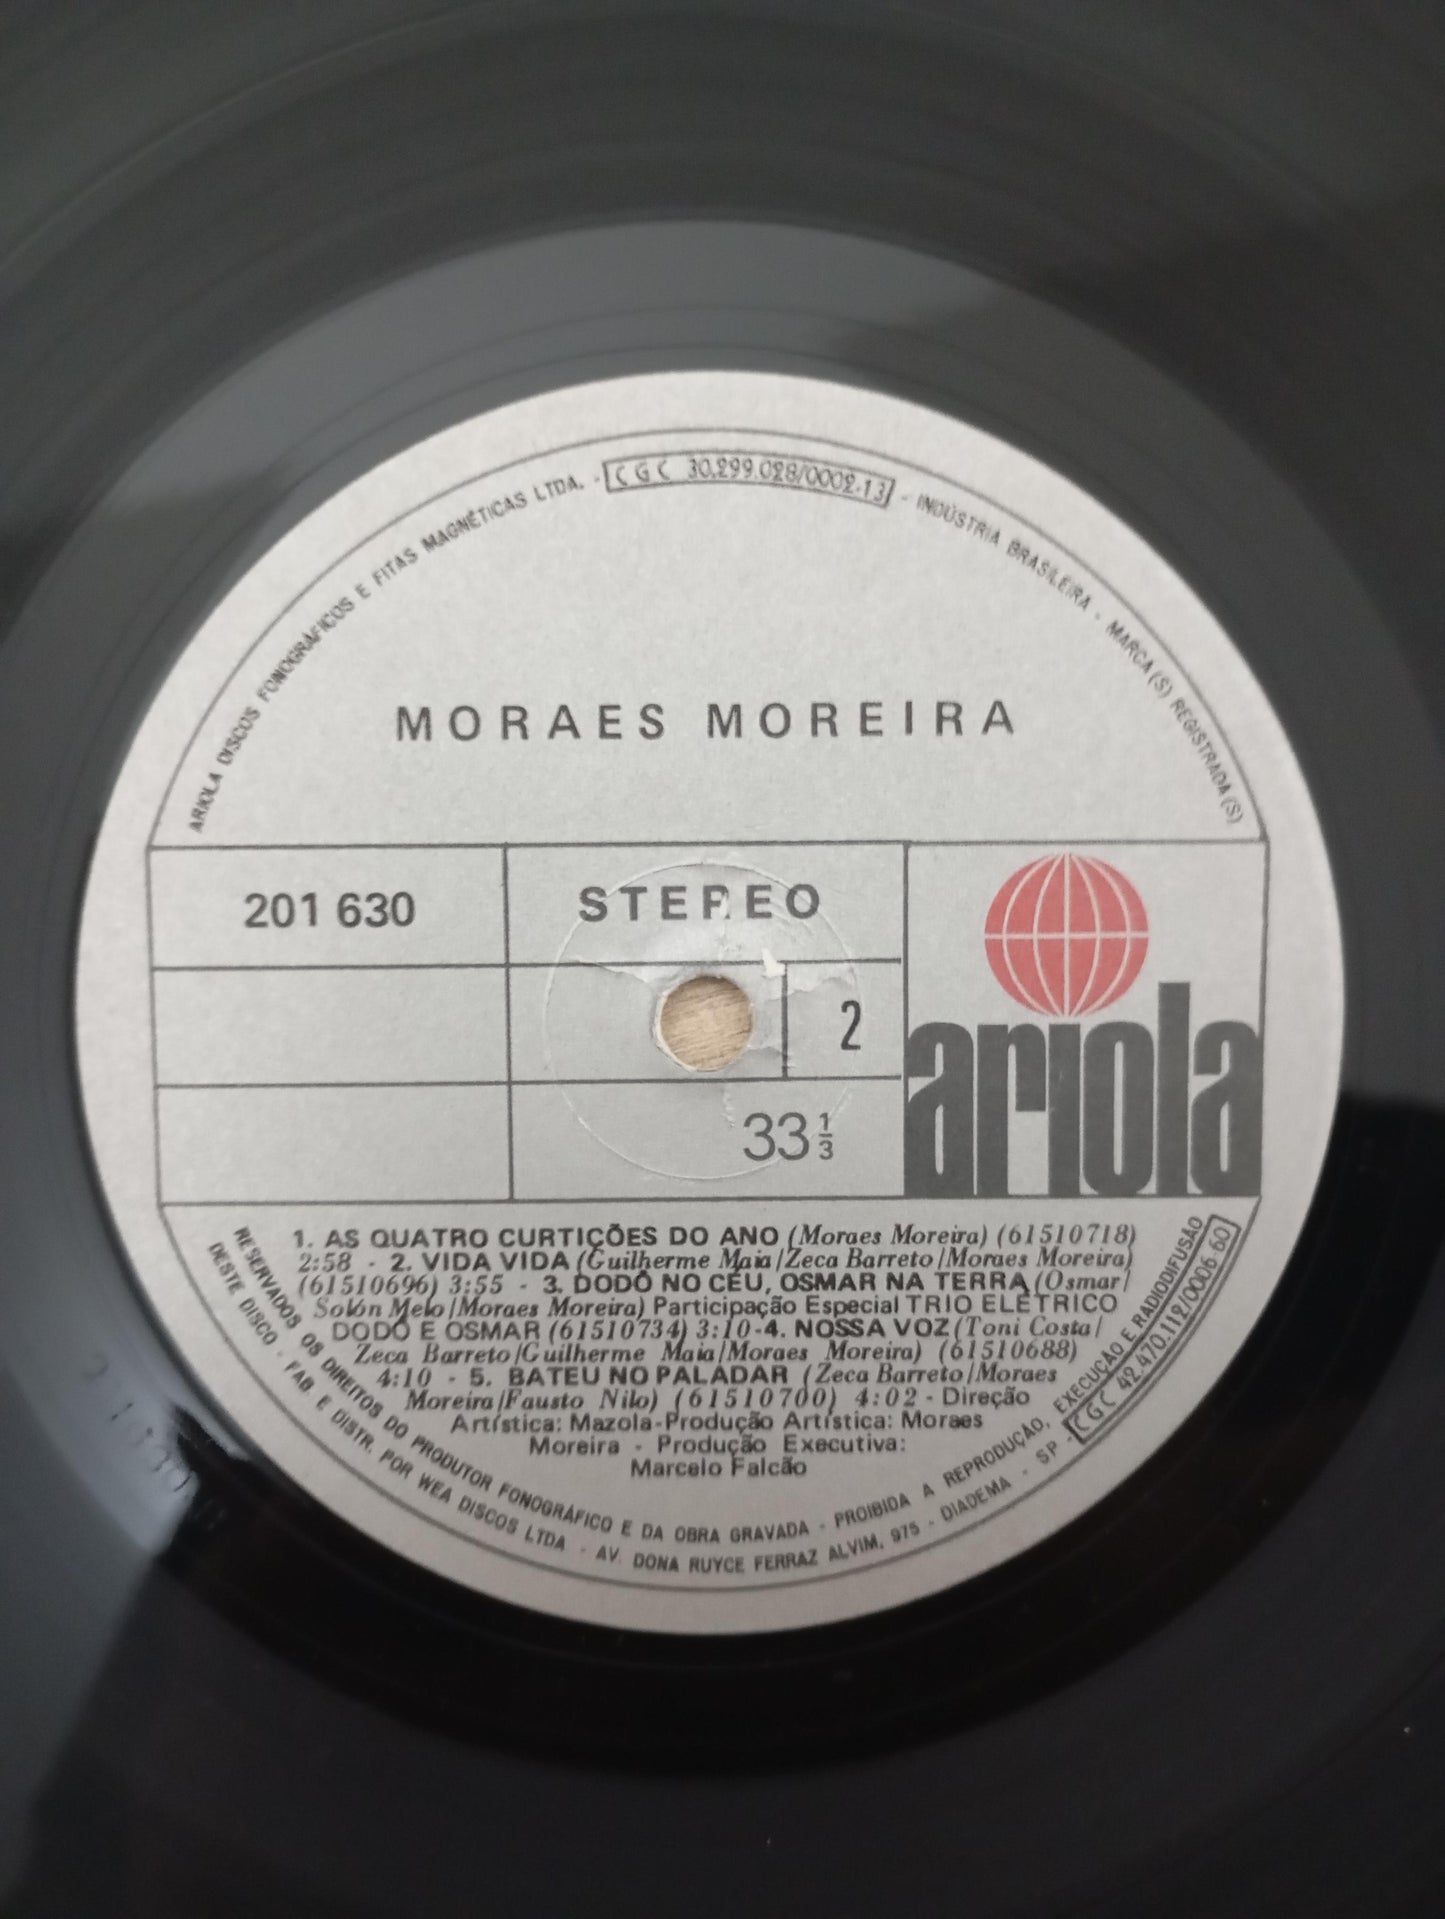 ARIOLA DISCOS FONOGRÁFICOS E FITAS MAGNÉTICAS LTDA. - CGC 30.299.028/0002-13 - INDÚSTRIA BRASILEIRA - MARCA (S) REGISTRADA (S)
MORAES MOREIRA
201 630
STEREO
2
33 1/3
ariola
1. AS QUATRO CURTIÇÕES DO ANO (Moraes Moreira) (61510718)
2:58 - 2. VIDA VIDA (Guilherme Maia/Zeca Barreto/Moraes Moreira)
(61510696) 3:55 - 3. DODÔ NO CÉU, OSMAR NA TERRA (Osmar/
Solón Melo/Moraes Moreira) Participação Especial TRIO ELÉTRICO
DODÔ E OSMAR (61510734) 3:10-4. NOSSA VOZ (Toni Costa/
Zeca Barreto/Guilherme Maia/Moraes Moreira) (61510688)
4:10 - 5. BATEU NO PALADAR (Zeca Barreto/Moraes
Moreira/Fausto Nilo) (61510700) 4:02 - Direção
Artística: Mazola-Produção Artística: Moraes
Moreira - Produção Executiva:
Marcelo Falcão
RESERVADOS OS DIREITOS DO PRODUTOR FONOGRÁFICO E DA OBRA GRAVADA - PROIBIDA A REPRODUÇÃO, EXECUÇÃO E RADIODIFUSÃO
DESTE DISCO - FAB. E DISTR. POR WEA DISCOS LTDA - AV. DONA RUYCE FERRAZ ALVIM, 975 - DIADEMA - SP - CGC 42.470.112/0006-60